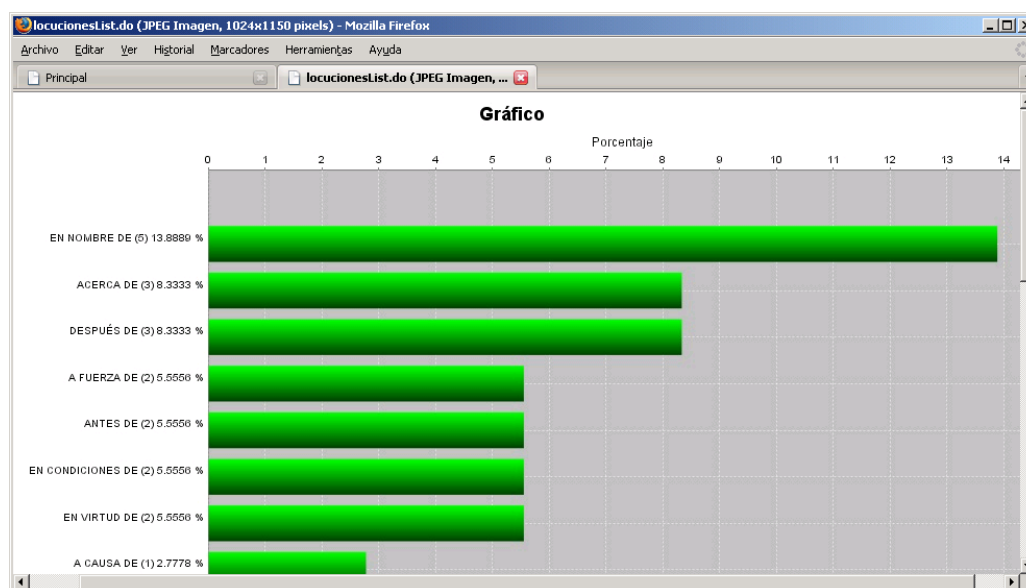 locucionesList.do (JPEG Imagen, 1024x1150 pixels) - Mozilla Firefox
Archivo Editar Ver Historial Marcadores Herramientas Ayuda
Principal
locucionesList.do (JPEG Imagen, ...
Gráfico
Porcentaje
0 1 2 3 4 5 6 7 8 9 10 11 12 13 14
EN NOMBRE DE (5) 13.8889 %
ACERCA DE (3) 8.3333 %
DESPUÉS DE (3) 8.3333 %
A FUERZA DE (2) 5.5556 %
ANTES DE (2) 5.5556 %
EN CONDICIONES DE (2) 5.5556 %
EN VIRTUD DE (2) 5.5556 %
A CAUSA DE (1) 2.7778 %